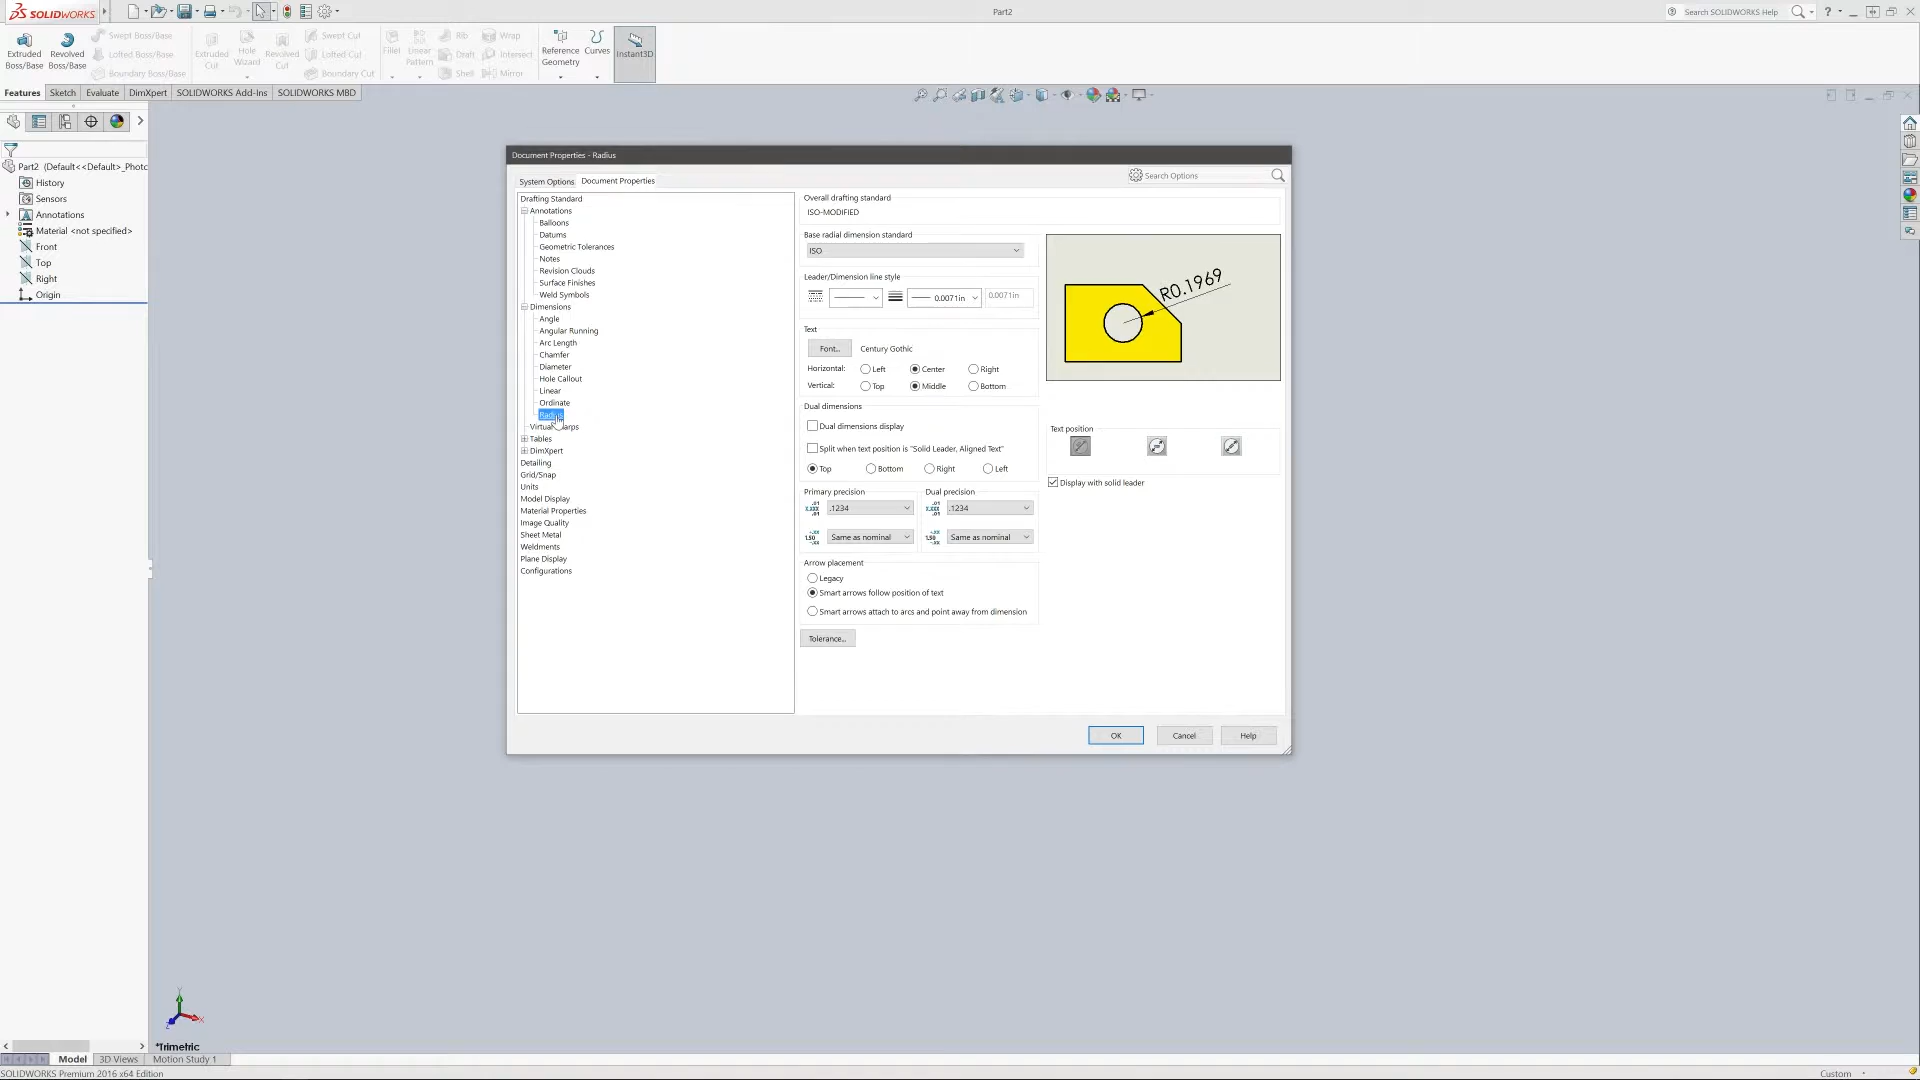 SOLIDWORKS
Part2
Search SOLIDWORKS Help
Extruded Boss/Base
Revolved Boss/Base
Swept Boss/Base
Lofted Boss/Base
Boundary Boss/Base
Extruded Cut
Hole Wizard
Revolved Cut
Swept Cut
Lofted Cut
Boundary Cut
Fillet
Linear Pattern
Rib
Draft
Shell
Wrap
Intersect
Mirror
Reference Geometry
Curves
Instant3D
Features
Sketch
Evaluate
DimXpert
SOLIDWORKS Add-Ins
SOLIDWORKS MBD
Part2 (Default<<Default>_Photo
History
Sensors
Annotations
Material <not specified>
Front
Top
Right
Origin
Document Properties - Radius
System Options
Document Properties
Search Options
Drafting Standard
Annotations
Balloons
Datums
Geometric Tolerances
Notes
Revision Clouds
Surface Finishes
Weld Symbols
Dimensions
Angle
Angular Running
Arc Length
Chamfer
Diameter
Hole Callout
Linear
Ordinate
Radius
Tables
DimXpert
Detailing
Grid/Snap
Units
Model Display
Material Properties
Image Quality
Sheet Metal
Weldments
Plane Display
Configurations
Overall drafting standard
ISO-MODIFIED
Base radial dimension standard
ISO
Leader/Dimension line style
0.0071in
0.0071in
Text
Font...
Century Gothic
Horizontal:
Left
Center
Right
Vertical:
Top
Middle
Bottom
Dual dimensions
Dual dimensions display
Split when text position is "Solid Leader, Aligned Text"
Top
Bottom
Right
Left
Primary precision
Dual precision
.1234
.1234
Same as nominal
Same as nominal
Arrow placement
Legacy
Smart arrows follow position of text
Smart arrows attach to arcs and point away from dimension
Tolerance...
R0.1969
Text position
Display with solid leader
OK
Cancel
Help
*Trimetric
Model
3D Views
Motion Study 1
SOLIDWORKS Premium 2016 x64 Edition
Custom